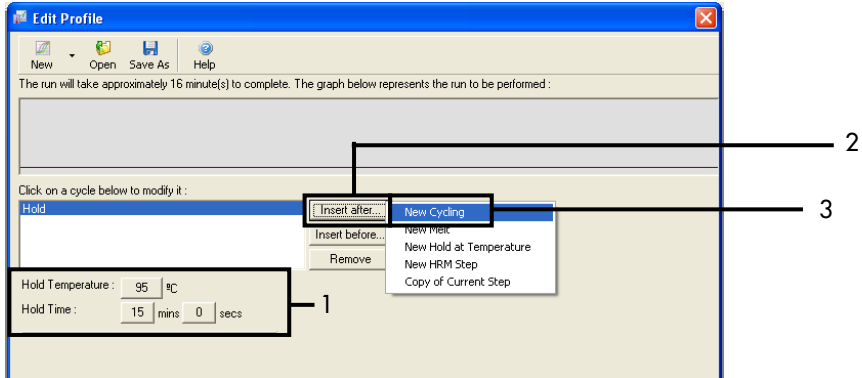 Edit Profile
New Open Save As Help
The run will take approximately 16 minute(s) to complete. The graph below represents the run to be performed :
2
Click on a cycle below to modify it :
Hold
Insert after...
New Cycling
3
Insert before...
New Melt
New Hold at Temperature
Remove
New HRM Step
Copy of Current Step
Hold Temperature : 95 ºC
Hold Time : 15 mins 0 secs
1